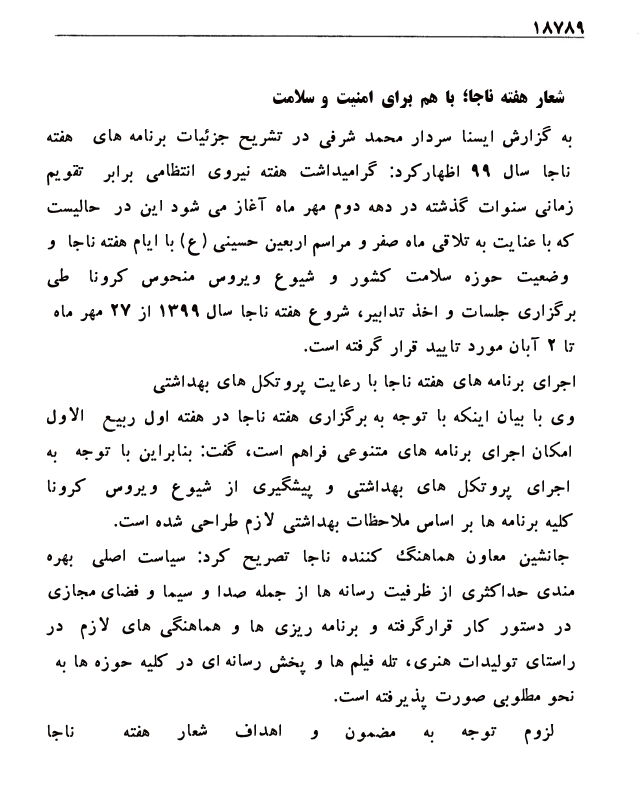 ۱۸۷۸۹
شعار هفته ناجا؛ با هم برای امنیت و سلامت
به گزارش ایسنا سردار محمد شرفی در تشریح جزئیات برنامه های هفته
ناجا سال ۹۹ اظهارکرد: گرامیداشت هفته نیروی انتظامی برابر تقویم
زمانی سنوات گذشته در دهه دوم مهر ماه آغاز می شود این در حالیست
که با عنایت به تلاقی ماه صفر و مراسم اربعین حسینی (ع) با ایام هفته ناجا و
وضعیت حوزه سلامت کشور و شیوع ویروس منحوس کرونا طی
برگزاری جلسات و اخذ تدابیر، شروع هفته ناجا سال ۱۳۹۹ از ۲۷ مهر ماه
تا ۲ آبان مورد تایید قرار گرفته است.
اجرای برنامه های هفته ناجا با رعایت پروتکل های بهداشتی
وی با بیان اینکه با توجه به برگزاری هفته ناجا در هفته اول ربیع الاول
امکان اجرای برنامه های متنوعی فراهم است، گفت: بنابراین با توجه به
اجرای پروتکل های بهداشتی و پیشگیری از شیوع ویروس کرونا
کلیه برنامه ها بر اساس ملاحظات بهداشتی لازم طراحی شده است.
جانشین معاون هماهنگ کننده ناجا تصریح کرد: سیاست اصلی بهره
مندی حداکثری از ظرفیت رسانه ها از جمله صدا و سیما و فضای مجازی
در دستور کار قرارگرفته و برنامه ریزی ها و هماهنگی های لازم در
راستای تولیدات هنری، تله فیلم ها و پخش رسانه ای در کلیه حوزه ها به
نحو مطلوبی صورت پذیرفته است.
لزوم توجه به مضمون و اهداف شعار هفته ناجا